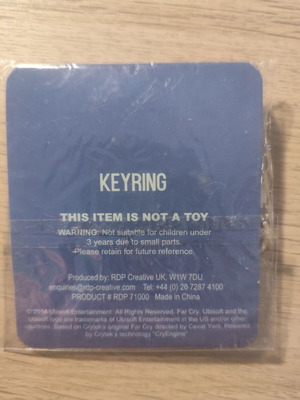 KEYRING
THIS ITEM IS NOT A TOY
WARNING: Not suitable for children under
3 years due to small parts.
Please retain for future reference.
Produced by: RDP Creative UK, W1W 7DU
enquiries@rdp-creative.com Tel: +44 (0) 28 7287 4100
PRODUCT # RDP 71000 Made in China
© 2014 Ubisoft Entertainment. All Rights Reserved. Far Cry, Ubisoft and the
Ubisoft logo are trademarks of Ubisoft Entertainment in the US and/or other
countries. Based on Crytek's original Far Cry directed by Cevat Yerli. Powered
by Crytek's technology "CryEngine"